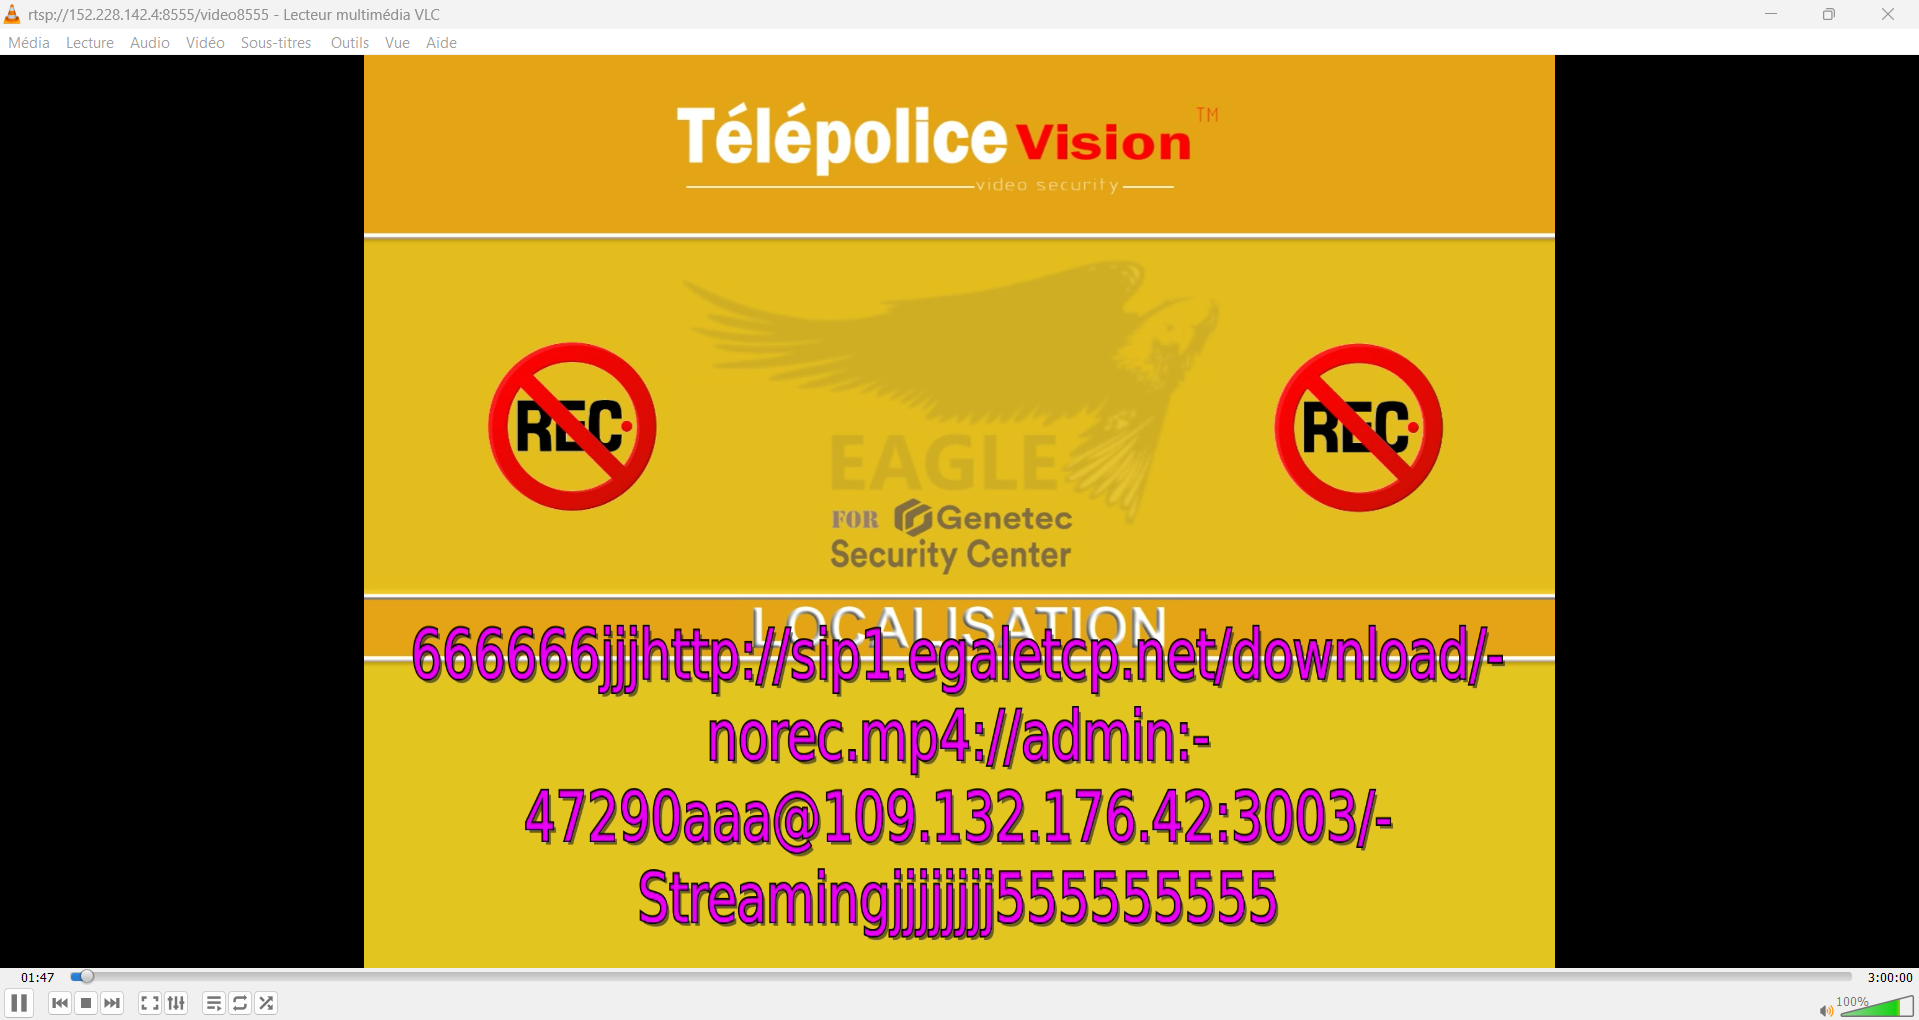 rtsp://152.228.142.4:8555/video8555 - Lecteur multimédia VLC
Média Lecture Audio Vidéo Sous-titres Outils Vue Aide
Télépolice Vision TM
video security
REC
REC
EAGLE
FOR Genetec
Security Center
LOCALISATION
666666jjjhttp://sip1.egaletcp.net/download/-
norec.mp4://admin:-
47290aaa@109.132.176.42:3003/-
Streamingjjjjjjjjj555555555
01:47
3:00:00
100%